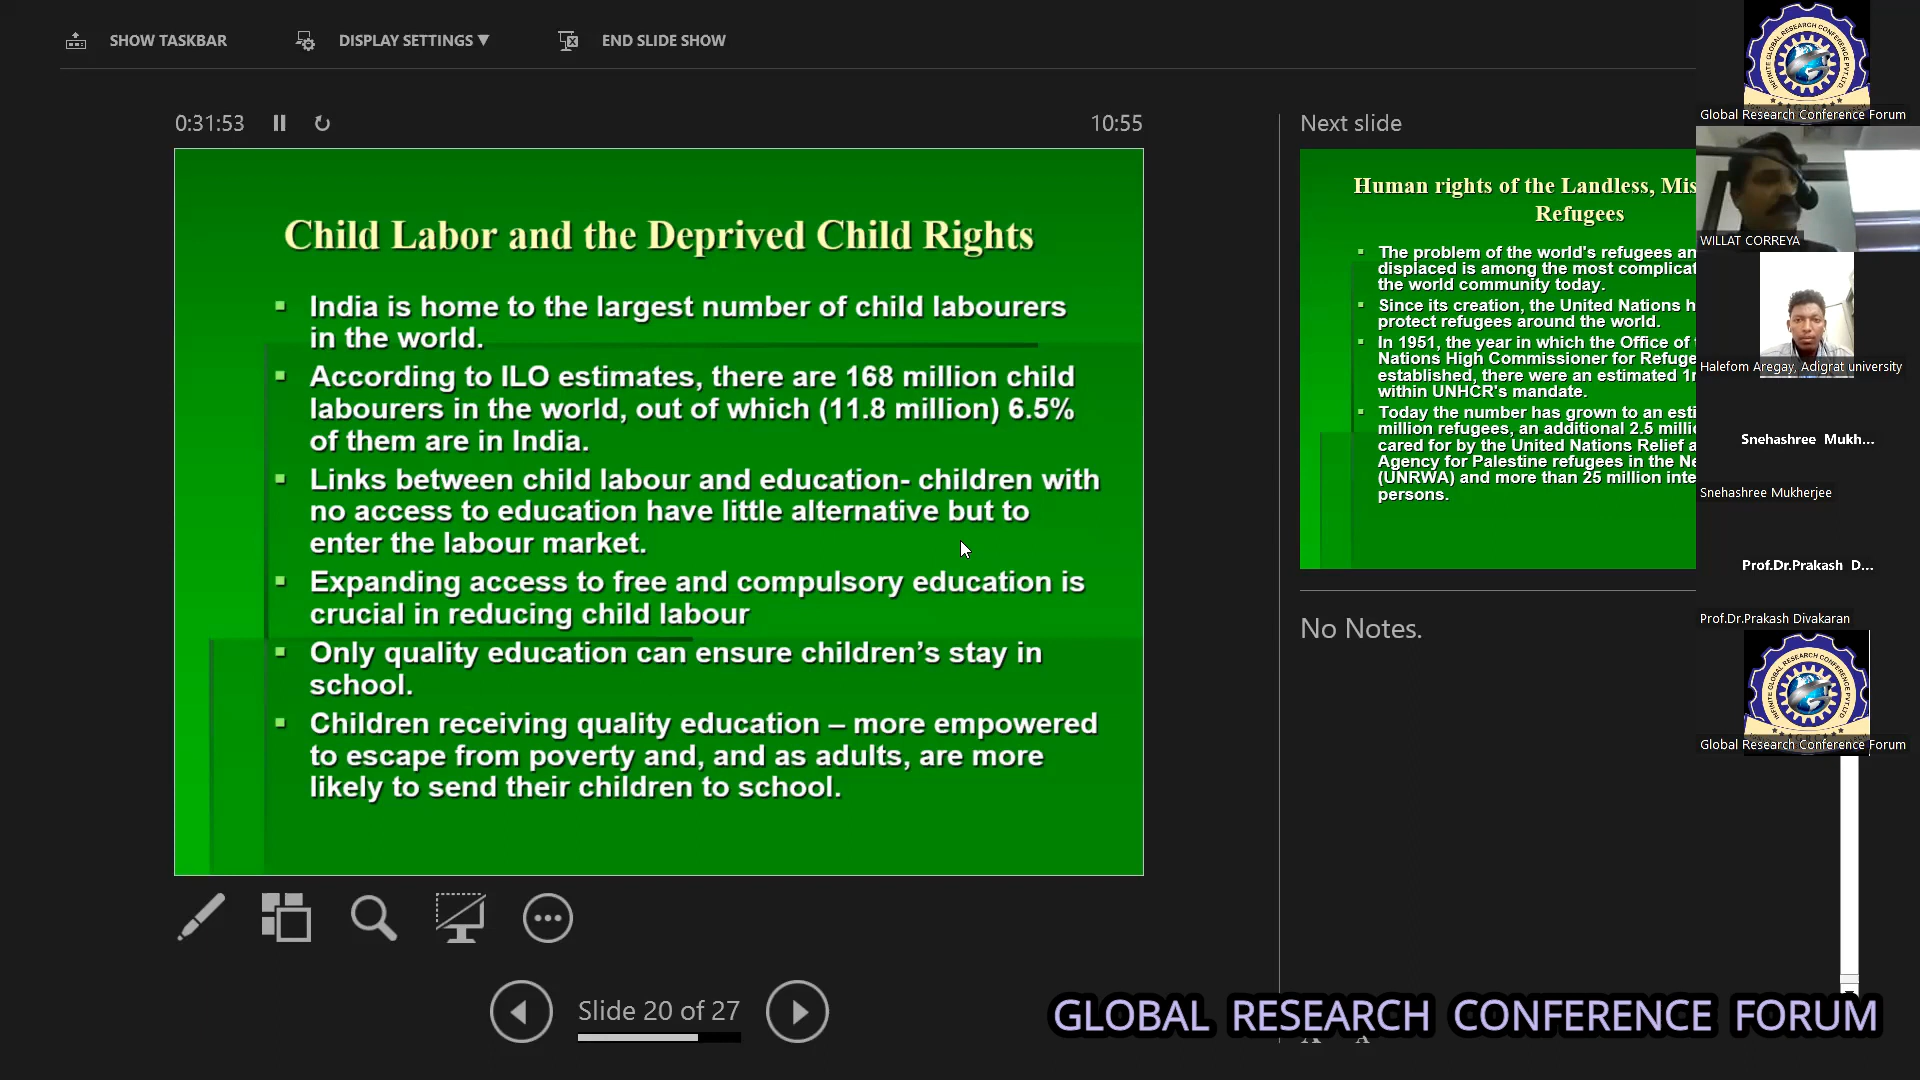 SHOW TASKBAR
DISPLAY SETTINGS ▼
END SLIDE SHOW
0:31:53
10:55
Child Labor and the Deprived Child Rights
▪ India is home to the largest number of child labourers
in the world.
▪ According to ILO estimates, there are 168 million child
labourers in the world, out of which (11.8 million) 6.5%
of them are in India.
▪ Links between child labour and education- children with
no access to education have little alternative but to
enter the labour market.
▪ Expanding access to free and compulsory education is
crucial in reducing child labour
▪ Only quality education can ensure children’s stay in
school.
▪ Children receiving quality education – more empowered
to escape from poverty and, and as adults, are more
likely to send their children to school.
Slide 20 of 27
Next slide
Human rights of the Landless, Mis
Refugees
▪ The problem of the world's refugees an
displaced is among the most complicat
the world community today.
▪ Since its creation, the United Nations h
protect refugees around the world.
▪ In 1951, the year in which the Office of
Nations High Commissioner for Refuge
established, there were an estimated 1
within UNHCR's mandate.
▪ Today the number has grown to an esti
million refugees, an additional 2.5 milli
cared for by the United Nations Relief a
Agency for Palestine refugees in the Ne
(UNRWA) and more than 25 million inte
persons.
No Notes.
INFINITE GLOBAL RESEARCH CONFERENCE PVT.LTD
Global Research Conference Forum
WILLAT CORREYA
Halefom Aregay, Adigrat university
Snehashree Mukh...
Snehashree Mukherjee
Prof.Dr.Prakash D...
Prof.Dr.Prakash Divakaran
INFINITE GLOBAL RESEARCH CONFERENCE PVT.LTD
Global Research Conference Forum
GLOBAL RESEARCH CONFERENCE FORUM